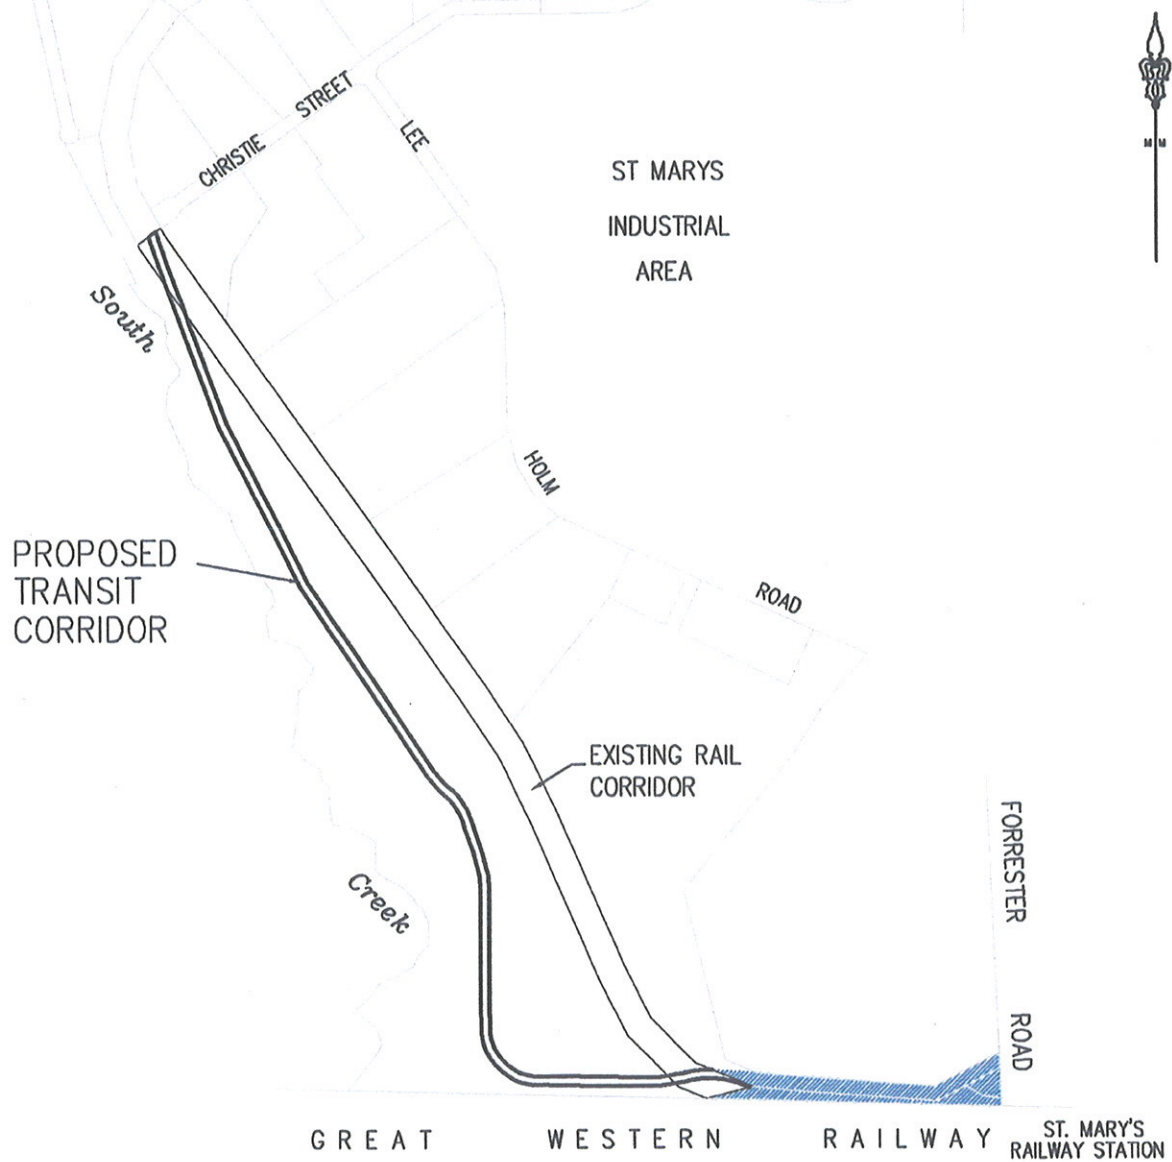 CHRISTIE STREET
LEE
ST MARYS
INDUSTRIAL
AREA
South
HOLM
PROPOSED
TRANSIT
CORRIDOR
ROAD
EXISTING RAIL
CORRIDOR
FORRESTER
Creek
ROAD
GREAT WESTERN RAILWAY
ST. MARY'S
RAILWAY STATION